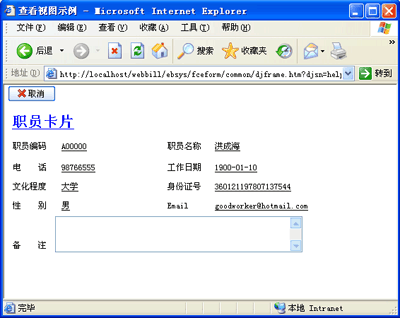 查看视图示例 - Microsoft Internet Explorer
文件(F) 编辑(E) 查看(V) 收藏(A) 工具(T) 帮助(H)
后退 搜索 收藏夹
地址(D) http://localhost/webbill/ebsys/fceform/common/djframe.htm?djsn=help 转到
取消
职员卡片
职员编码 A00000 职员名称 洪成海
电 话 98766555 工作日期 1900-01-10
文化程度 大学 身份证号 360121197807137544
性 别 男 Email goodworker@hotmail.com
备 注
完毕 本地 Intranet